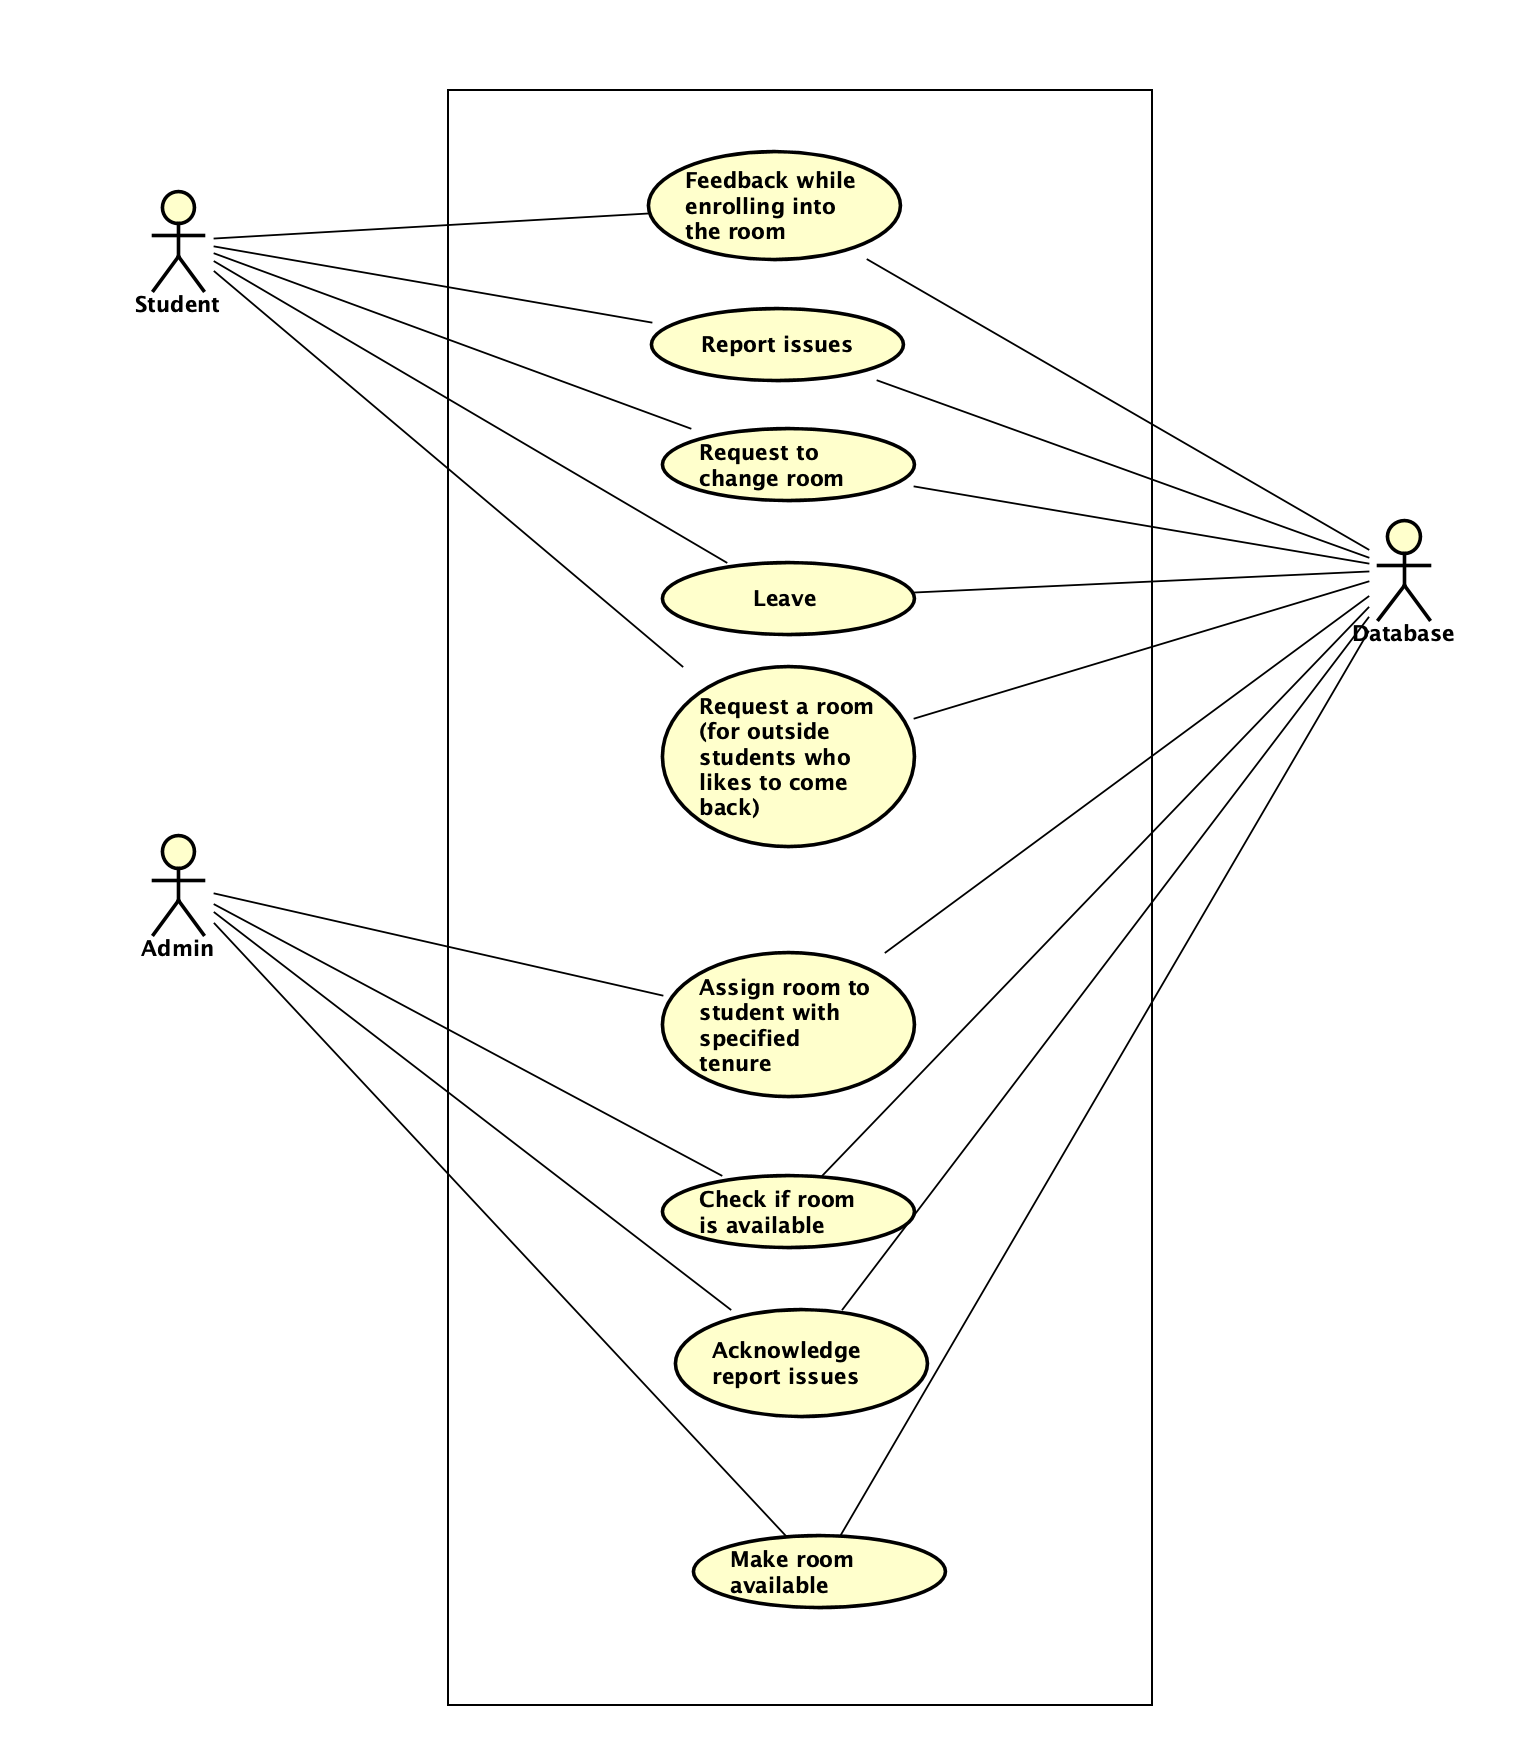 Feedback while
enrolling into
the room
Student
Report issues
Request to
change room
Leave
Database
Request a room
(for outside
students who
likes to come
back)
Admin
Assign room to
student with
specified
tenure
Check if room
is available
Acknowledge
report issues
Make room
available